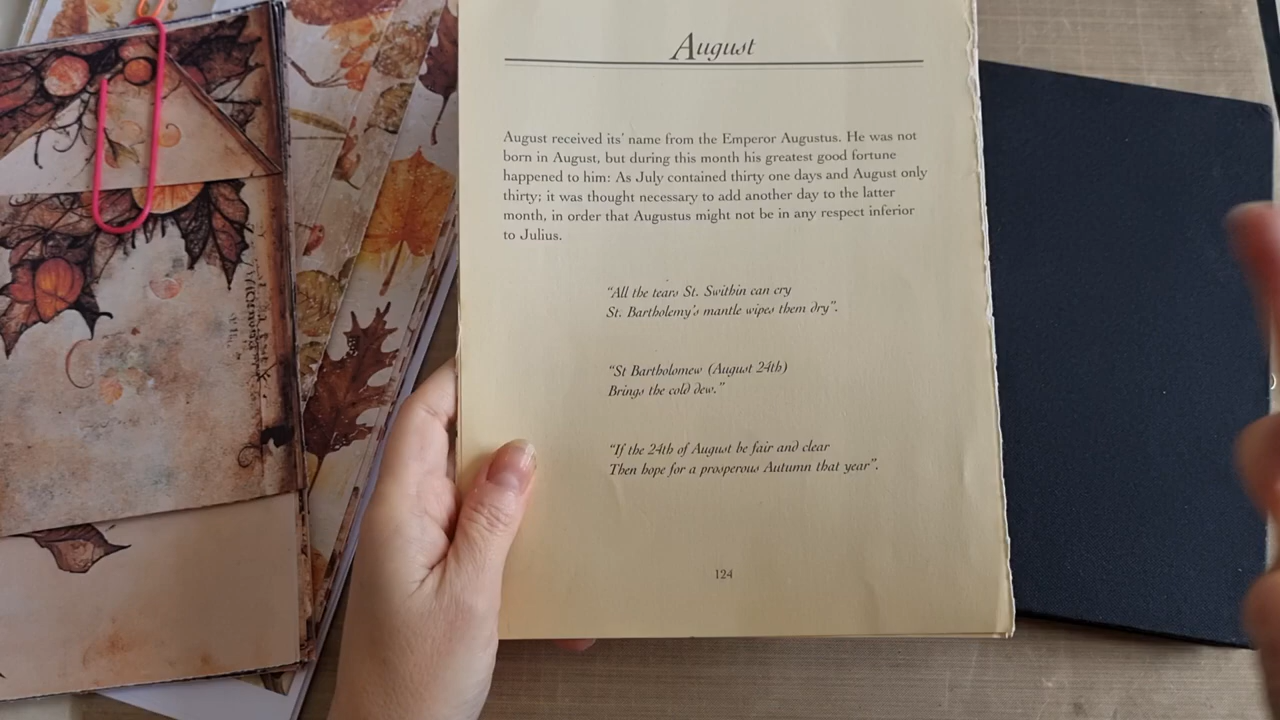 August
August received its' name from the Emperor Augustus. He was not
born in August, but during this month his greatest good fortune
happened to him: As July contained thirty one days and August only
thirty; it was thought necessary to add another day to the latter
month, in order that Augustus might not be in any respect inferior
to Julius.
“All the tears St. Swithin can cry
St. Bartholemy's mantle wipes them dry”.
“St Bartholomew (August 24th)
Brings the cold dew.”
“If the 24th of August be fair and clear
Then hope for a prosperous Autumn that year”.
124